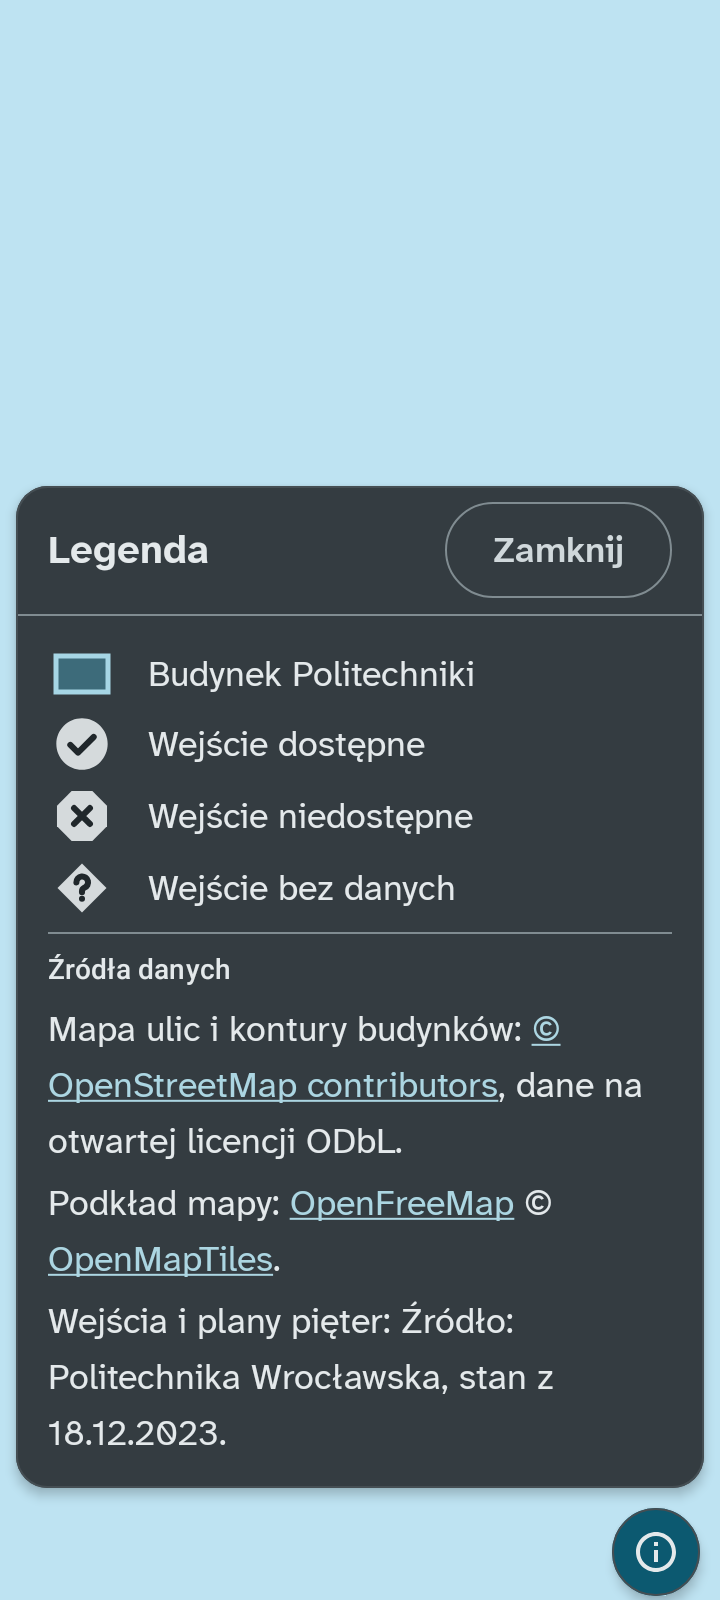 Legenda
Zamknij
Budynek Politechniki
Wejście dostępne
Wejście niedostępne
Wejście bez danych
Źródła danych
Mapa ulic i kontury budynków: ©
OpenStreetMap contributors, dane na
otwartej licencji ODbL.
Podkład mapy: OpenFreeMap ©
OpenMapTiles.
Wejścia i plany pięter: Źródło:
Politechnika Wrocławska, stan z
18.12.2023.